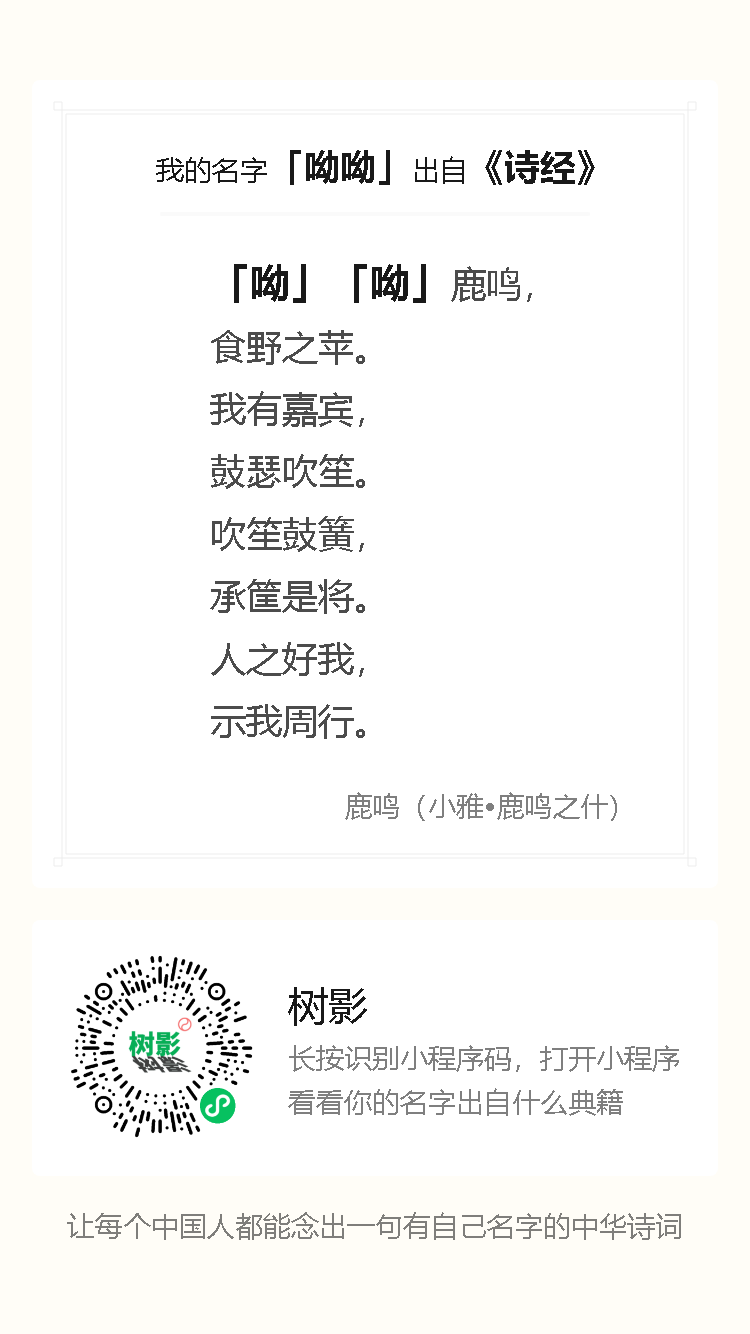 我的名字「呦呦」出自《诗经》
「呦」「呦」鹿鸣，
食野之苹。
我有嘉宾，
鼓瑟吹笙。
吹笙鼓簧，
承筐是将。
人之好我，
示我周行。
鹿鸣（小雅•鹿鸣之什）
树影
树影
长按识别小程序码，打开小程序
看看你的名字出自什么典籍
让每个中国人都能念出一句有自己名字的中华诗词